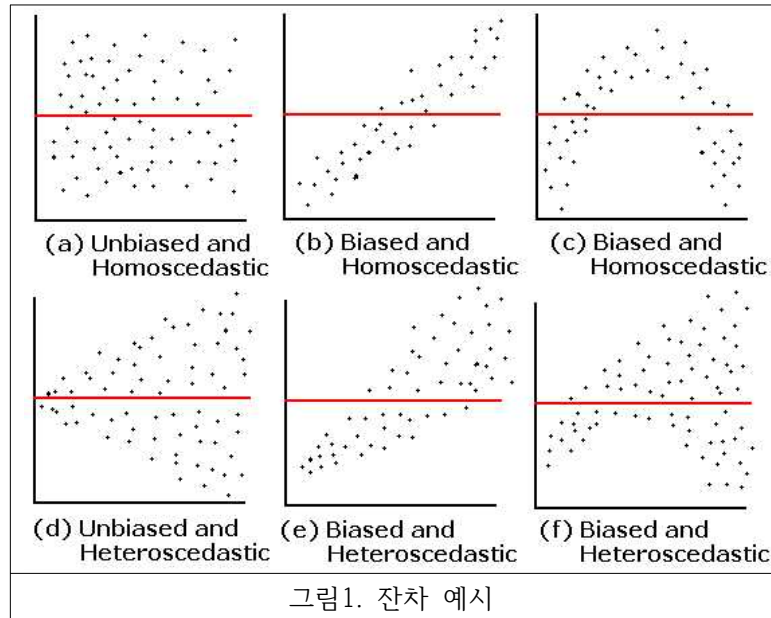 (a) Unbiased and
Homoscedastic
(b) Biased and
Homoscedastic
(c) Biased and
Homoscedastic
(d) Unbiased and
Heteroscedastic
(e) Biased and
Heteroscedastic
(f) Biased and
Heteroscedastic
그림1. 잔차 예시